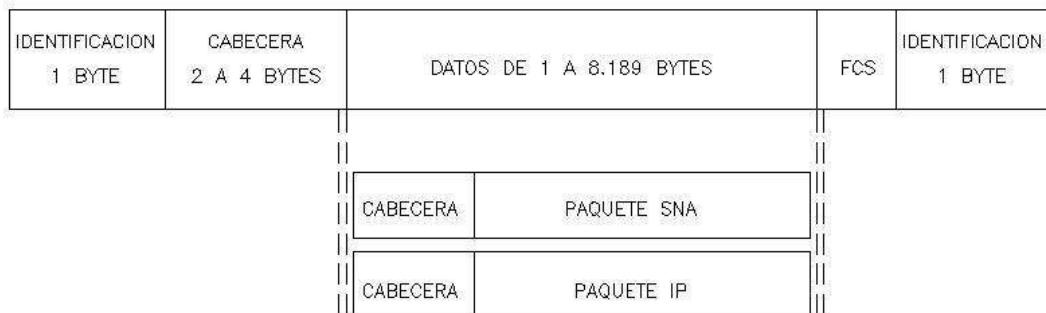 IDENTIFICACION
1 BYTE
CABECERA
2 A 4 BYTES
DATOS DE 1 A 8.189 BYTES
FCS
IDENTIFICACION
1 BYTE
CABECERA
PAQUETE SNA
CABECERA
PAQUETE IP